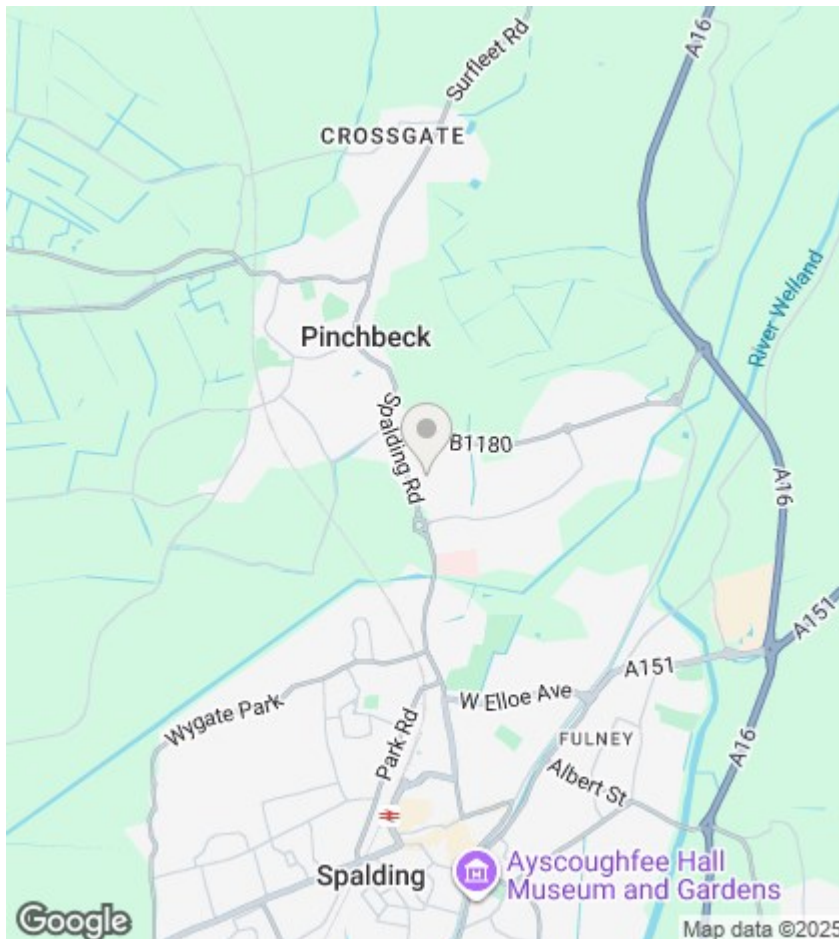 A16
Surfleet Rd
CROSSGATE
River Welland
Pinchbeck
Spalding Rd
B1180
A16
A151
A151
W Elloe Ave
Wygate Park
Park Rd
FULNEY
A16
Albert St
Spalding
Ayscoughfee Hall
Museum and Gardens
Google
Map data ©2025